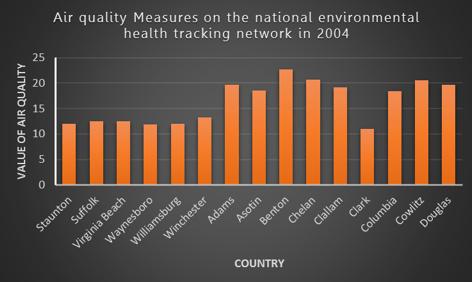 Air quality Measures on the national environmental
health tracking network in 2004
VALUE OF AIR QUALITY
25
20
15
10
5
0
Staunton
Suffolk
Virginia Beach
Waynesboro
Williamsburg
Winchester
Adams
Asotin
Benton
Chelan
Clallam
Clark
Columbia
Cowlitz
Douglas
COUNTRY